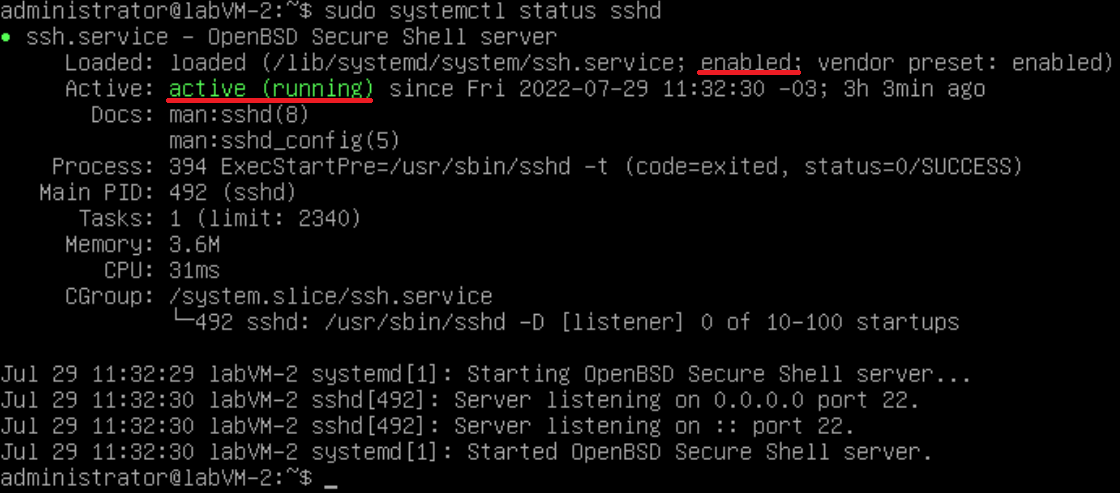 administrator@labVM-2:~$ sudo systemctl status sshd
● ssh.service - OpenBSD Secure Shell server
Loaded: loaded (/lib/systemd/system/ssh.service; enabled; vendor preset: enabled)
Active: active (running) since Fri 2022-07-29 11:32:30 -03; 3h 3min ago
Docs: man:sshd(8)
man:sshd_config(5)
Process: 394 ExecStartPre=/usr/sbin/sshd -t (code=exited, status=0/SUCCESS)
Main PID: 492 (sshd)
Tasks: 1 (limit: 2340)
Memory: 3.6M
CPU: 31ms
CGroup: /system.slice/ssh.service
└─492 sshd: /usr/sbin/sshd -D [listener] 0 of 10-100 startups
Jul 29 11:32:29 labVM-2 systemd[1]: Starting OpenBSD Secure Shell server...
Jul 29 11:32:30 labVM-2 sshd[492]: Server listening on 0.0.0.0 port 22.
Jul 29 11:32:30 labVM-2 sshd[492]: Server listening on :: port 22.
Jul 29 11:32:30 labVM-2 systemd[1]: Started OpenBSD Secure Shell server.
administrator@labVM-2:~$ _